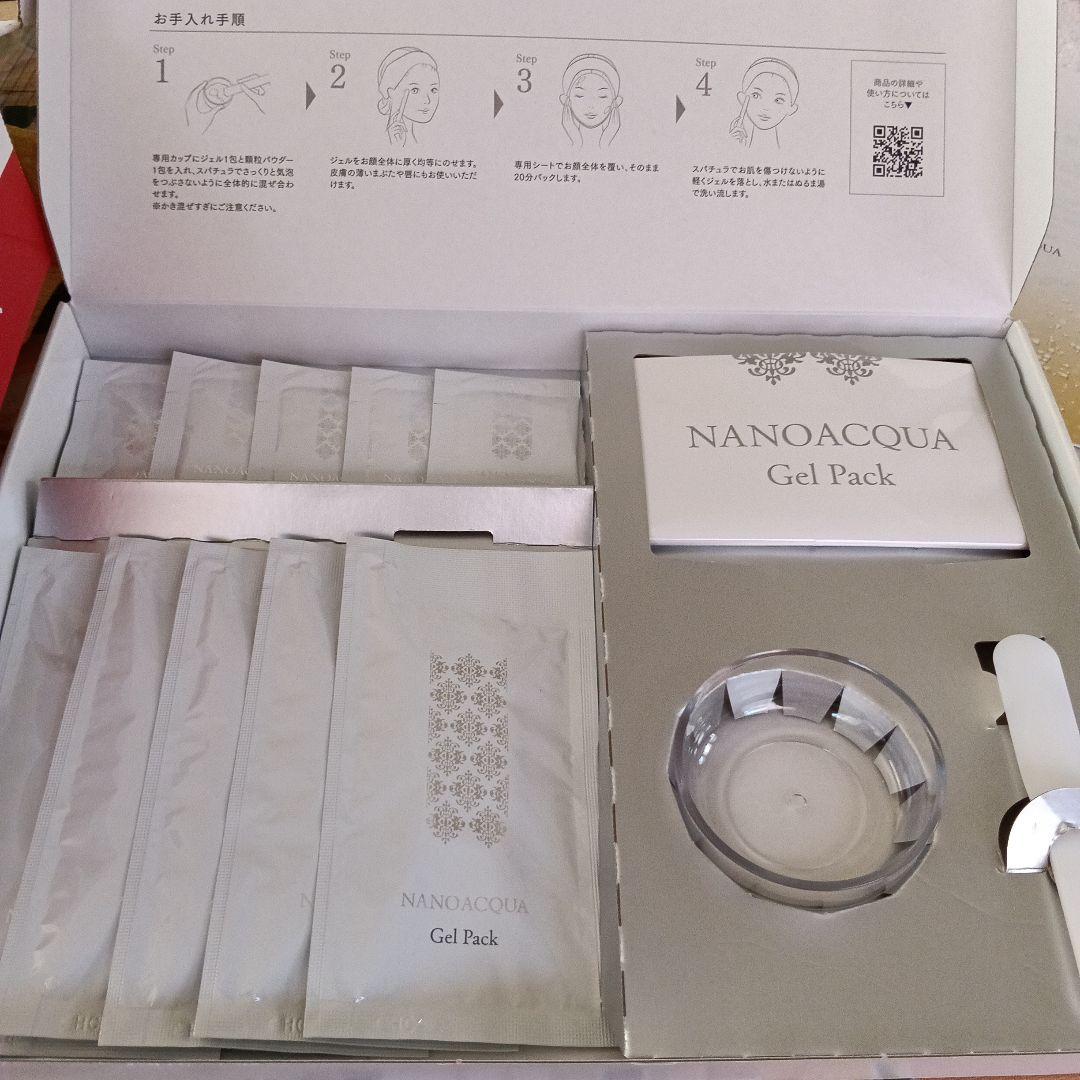 お手入れ手順
Step
1
専用カップにジェル1包と顆粒パウダー
1包を入れ、スパチュラでさっくりと気泡
をつぶさないように全体的に混ぜ合わ
せます。
※かき混ぜすぎにご注意ください。
Step
2
ジェルをお顔全体に厚く均等にのせます。
皮膚の薄いまぶたや唇にもお使いいただ
けます。
Step
3
専用シートでお顔全体を覆い、そのまま
20分パックします。
Step
4
スパチュラでお肌を傷つけないように
軽くジェルを落とし、水またはぬるま湯
で洗い流します。
商品の詳細や
使い方については
こちら▼
NANOACQUA
Gel Pack
NANOACQUA
Gel Pack